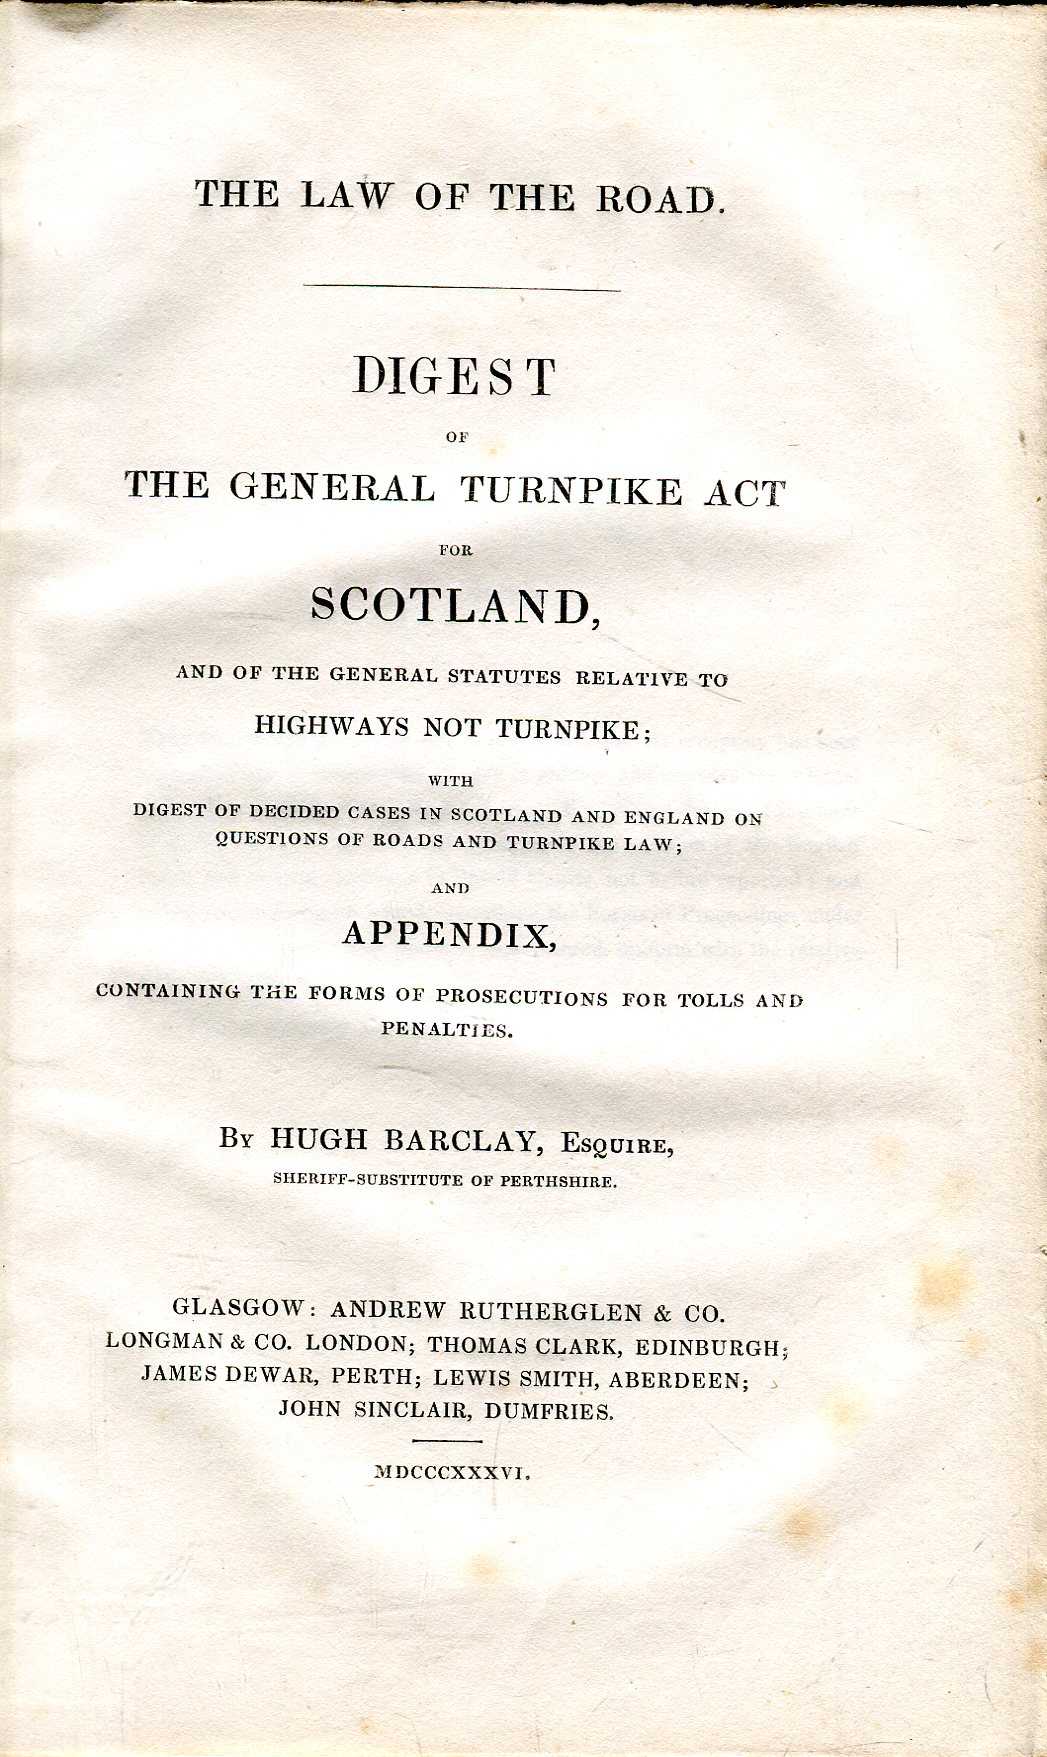 THE LAW OF THE ROAD.
DIGEST
OF
THE GENERAL TURNPIKE ACT
FOR
SCOTLAND,
AND OF THE GENERAL STATUTES RELATIVE TO
HIGHWAYS NOT TURNPIKE;
WITH
DIGEST OF DECIDED CASES IN SCOTLAND AND ENGLAND ON
QUESTIONS OF ROADS AND TURNPIKE LAW;
AND
APPENDIX,
CONTAINING THE FORMS OF PROSECUTIONS FOR TOLLS AND
PENALTIES.
BY HUGH BARCLAY, ESQUIRE,
SHERIFF-SUBSTITUTE OF PERTHSHIRE.
GLASGOW: ANDREW RUTHERGLEN & CO.
LONGMAN & CO. LONDON; THOMAS CLARK, EDINBURGH;
JAMES DEWAR, PERTH; LEWIS SMITH, ABERDEEN;
JOHN SINCLAIR, DUMFRIES.
MDCCCXXXVI.